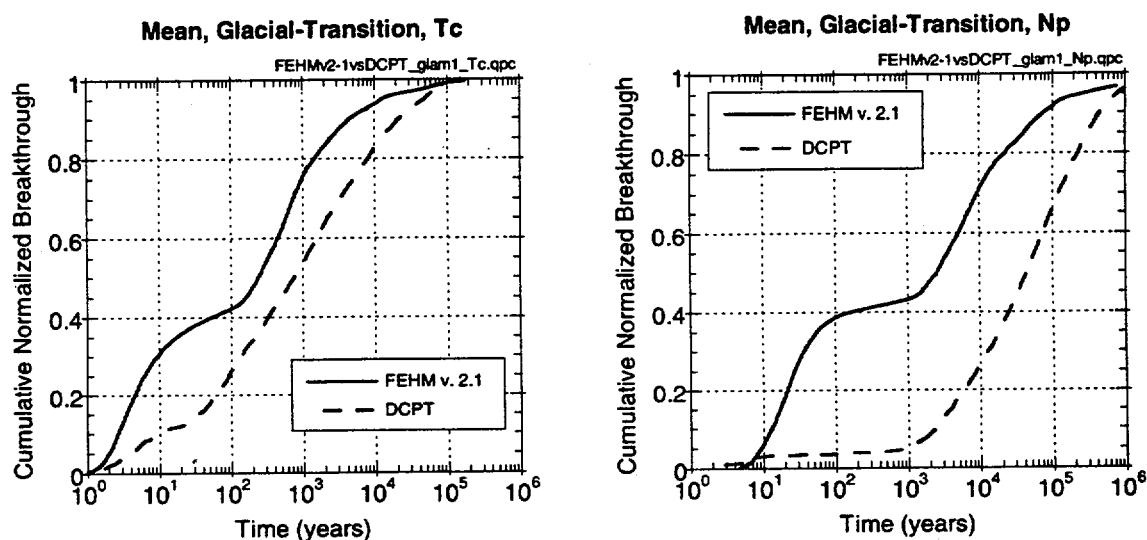 Mean, Glacial-Transition, Tc
FEHMv2-1vsDCPT_glam1_Tc.qpc
Cumulative Normalized Breakthrough
1
0.8
0.6
0.4
0.2
0
FEHM v. 2.1
DCPT
10^0 10^1 10^2 10^3 10^4 10^5 10^6
Time (years)
Mean, Glacial-Transition, Np
FEHMv2-1vsDCPT_glam1_Np.qpc
Cumulative Normalized Breakthrough
1
0.8
0.6
0.4
0.2
0
FEHM v. 2.1
DCPT
10^0 10^1 10^2 10^3 10^4 10^5 10^6
Time (years)